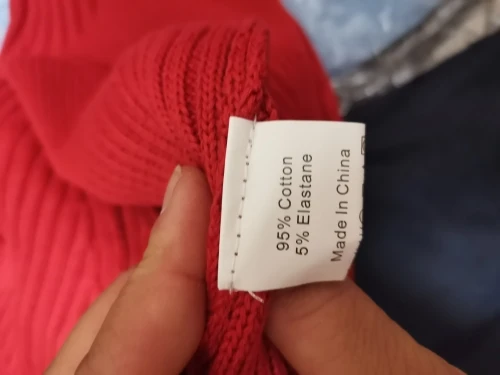 95% Cotton
5% Elastane
Made In China